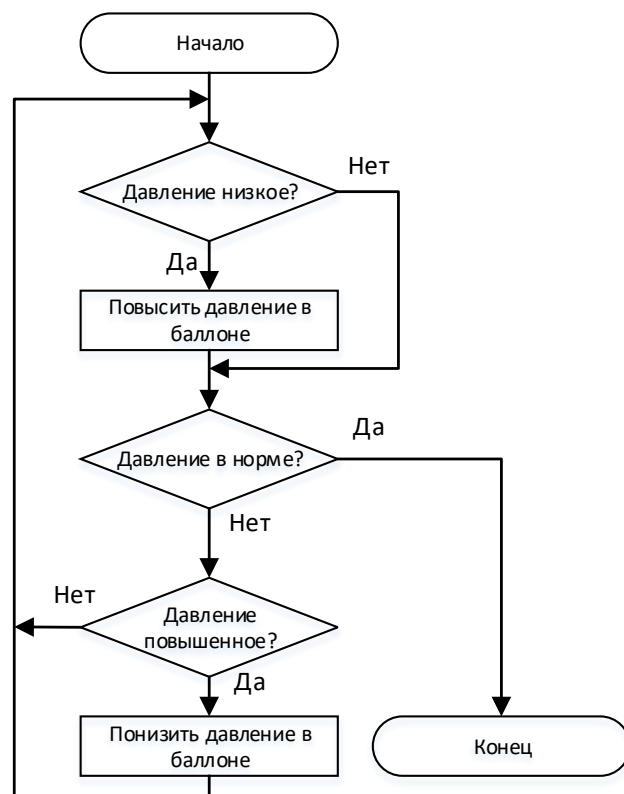 Начало
Нет
Давление низкое?
Да
Повысить давление в
баллоне
Да
Давление в норме?
Нет
Нет
Давление
повышенное?
Да
Понизить давление в
баллоне
Конец